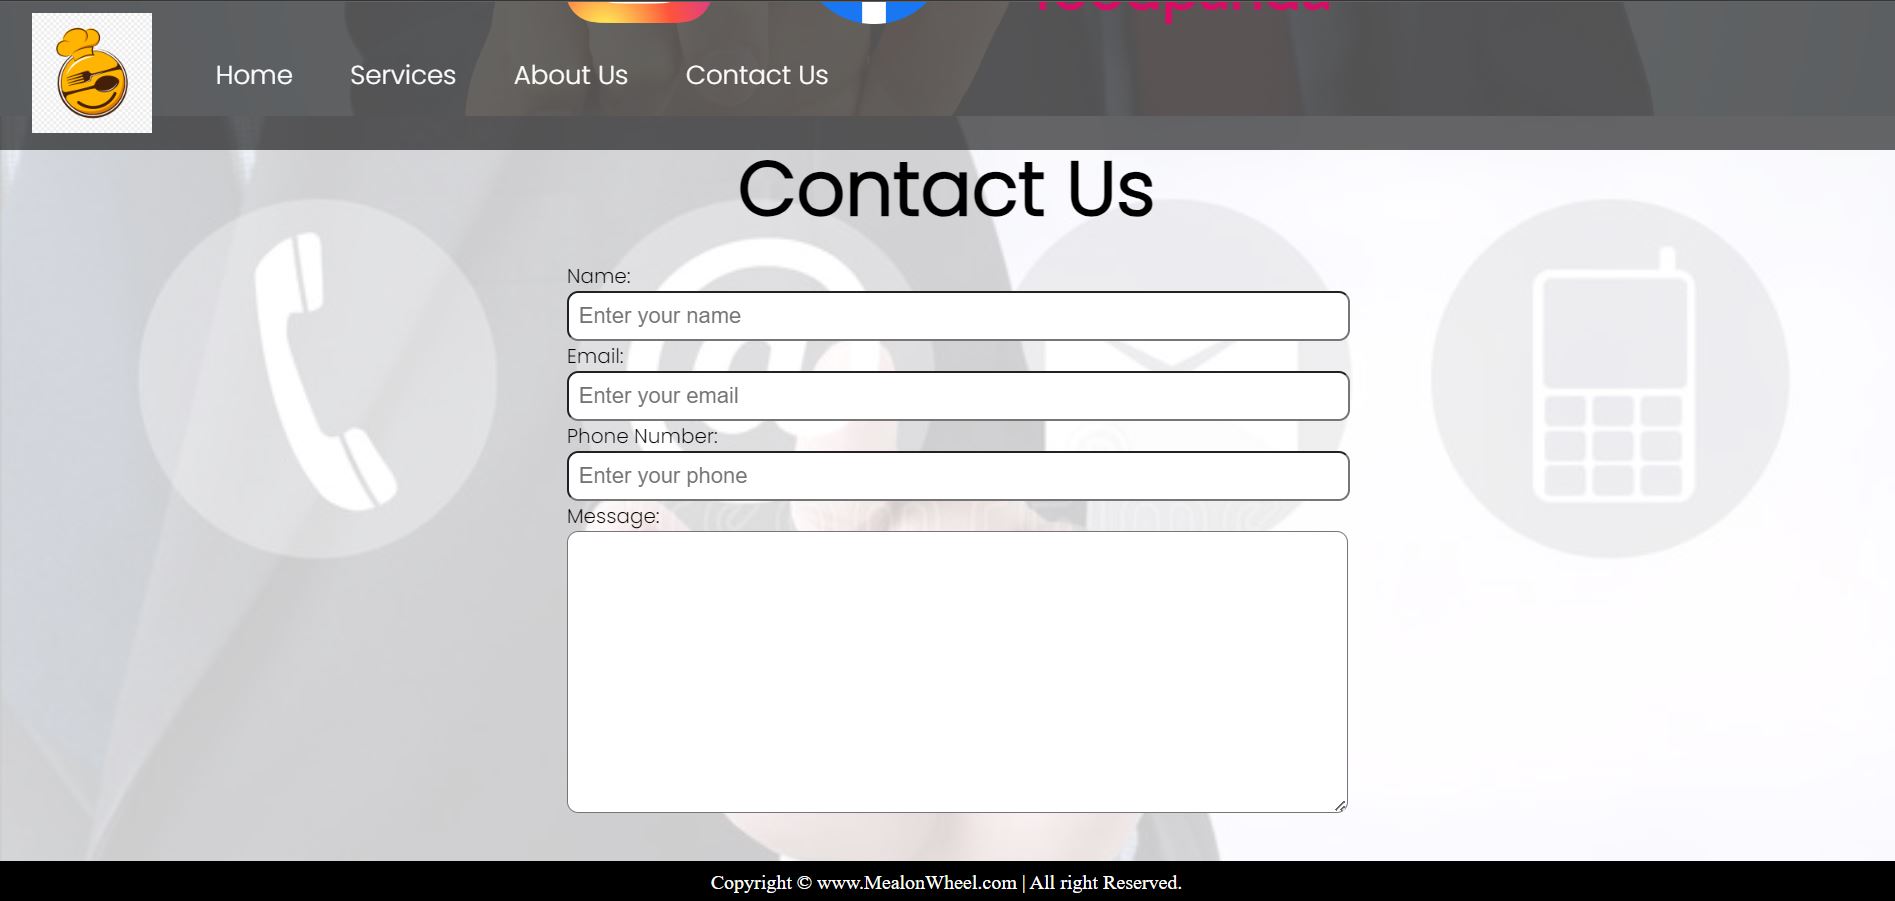 foodpanda
Home Services About Us Contact Us
Contact Us
Name:
Enter your name
Email:
Enter your email
Phone Number:
Enter your phone
Message:
Copyright © www.MealonWheel.com | All right Reserved.